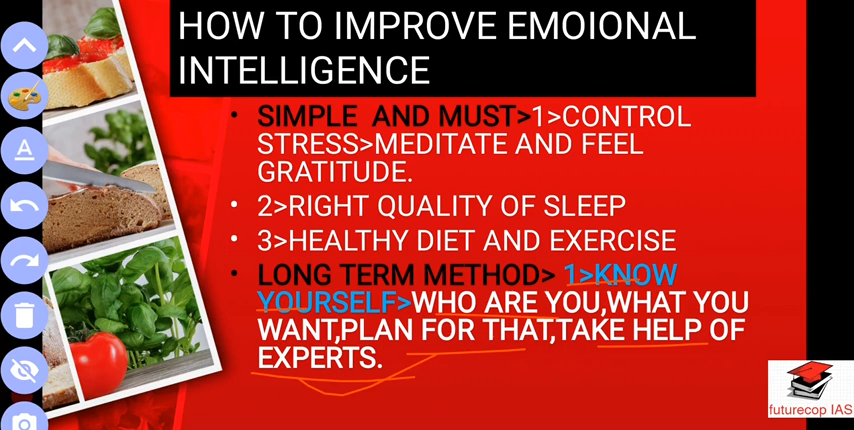 HOW TO IMPROVE EMOIONAL
INTELLIGENCE
• SIMPLE AND MUST>1>CONTROL
STRESS>MEDITATE AND FEEL
GRATITUDE.
• 2>RIGHT QUALITY OF SLEEP
• 3>HEALTHY DIET AND EXERCISE
• LONG TERM METHOD> 1>KNOW
YOURSELF>WHO ARE YOU,WHAT YOU
WANT,PLAN FOR THAT,TAKE HELP OF
EXPERTS.
futurecop IAS
A